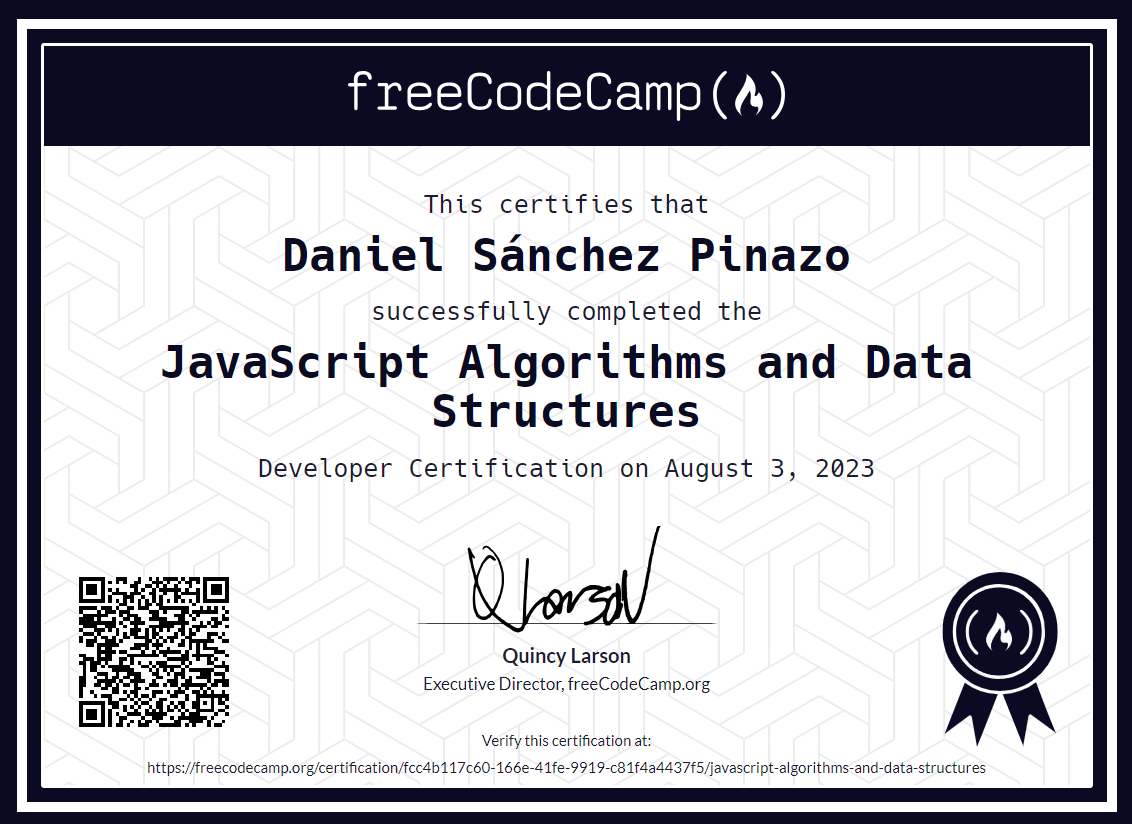 freeCodeCamp
This certifies that
Daniel Sánchez Pinazo
successfully completed the
JavaScript Algorithms and Data
Structures
Developer Certification on August 3, 2023
Q Larson
Quincy Larson
Executive Director, freeCodeCamp.org
Verify this certification at:
https://freecodecamp.org/certification/fcc4b117c60-166e-41fe-9919-c81f4a4437f5/javascript-algorithms-and-data-structures